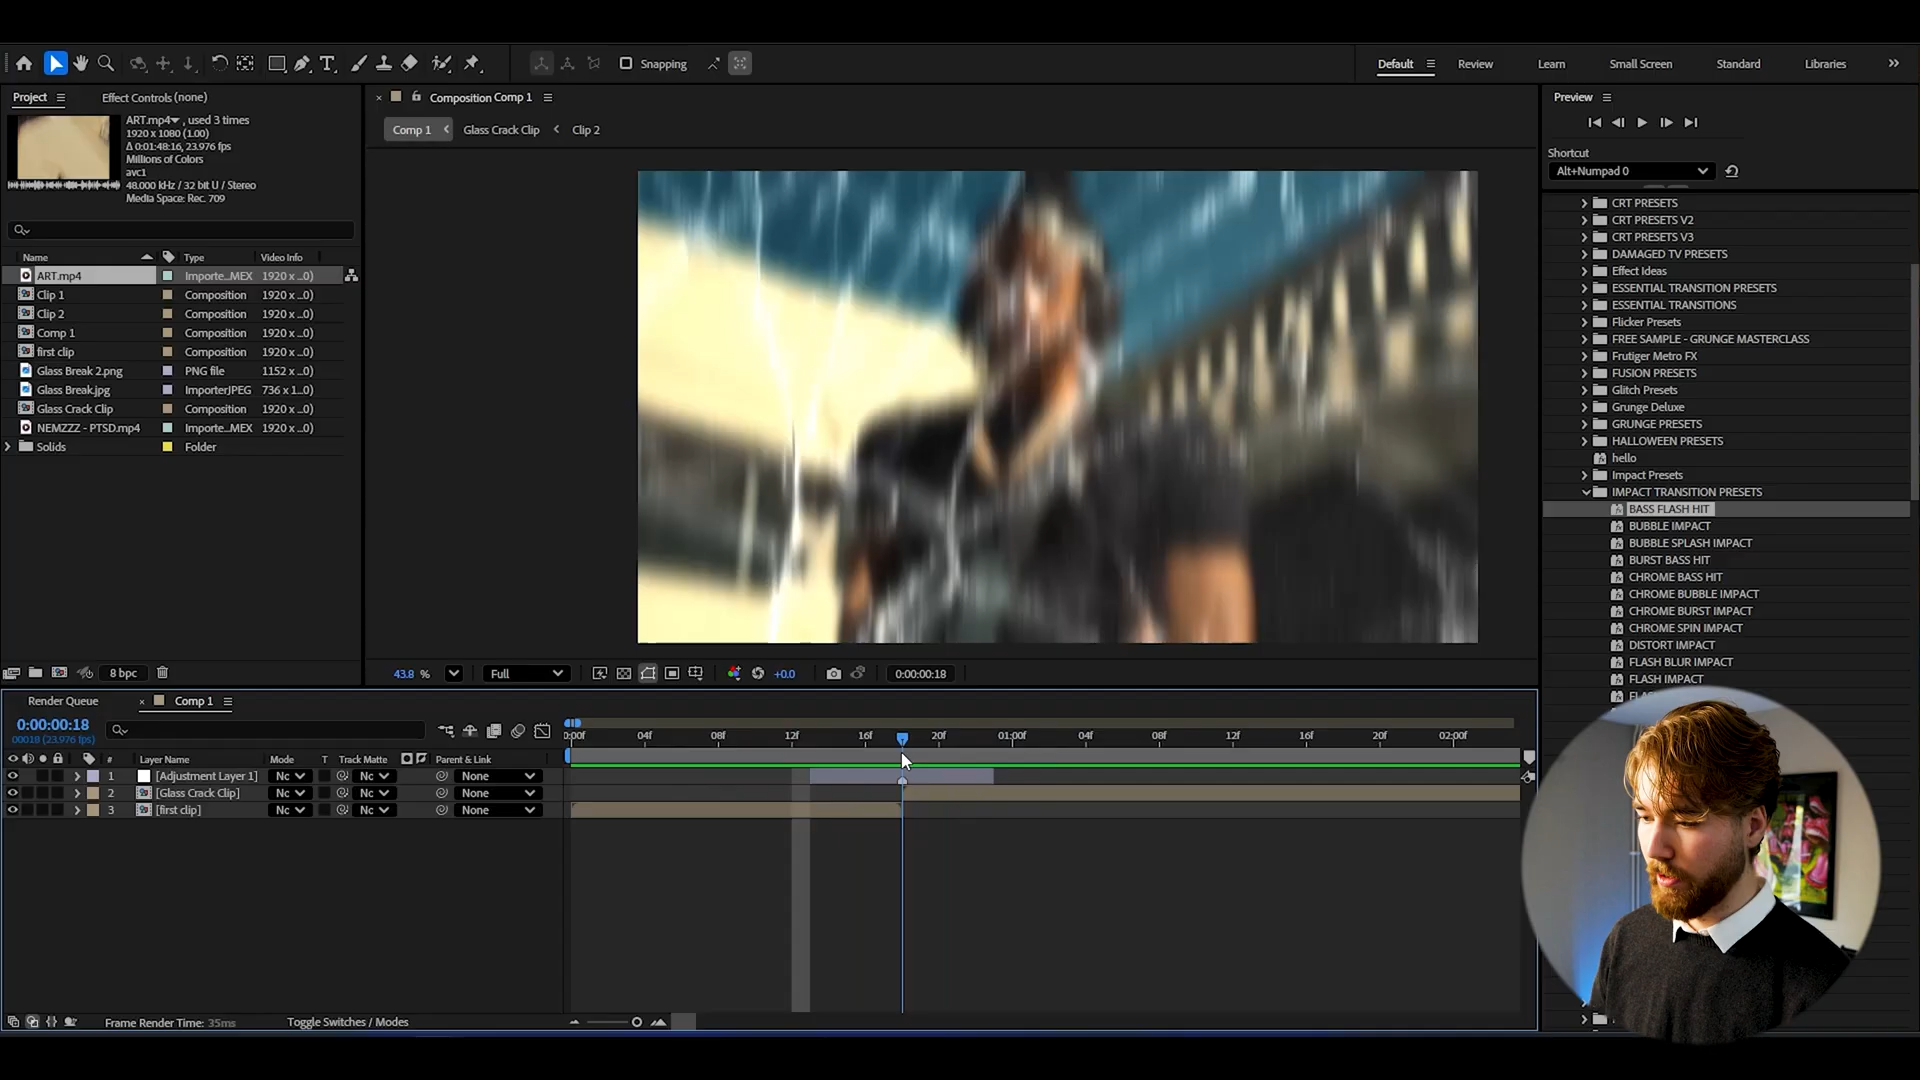 Snapping
Default
Review
Learn
Small Screen
Standard
Libraries
Project
Effect Controls (none)
Composition Comp 1
Preview
ART.mp4, used 3 times
1920 x 1080 (1.00)
Δ 0:01:48:16, 23.976 fps
Millions of Colors
avc1
48.000 kHz / 32 bit U / Stereo
Media Space: Rec. 709
Comp 1
Glass Crack Clip
Clip 2
Shortcut
Alt+Numpad 0
Name Type Video Info
ART.mp4 Importe...MEX 1920 x ...0)
Clip 1 Composition 1920 x ...0)
Clip 2 Composition 1920 x ...0)
Comp 1 Composition 1920 x ...0)
first clip Composition 1920 x ...0)
Glass Break 2.png PNG file 1152 x ...0)
Glass Break.jpg ImporterJPEG 736 x 1...0)
Glass Crack Clip Composition 1920 x ...0)
NEMZZZ - PTSD.mp4 Importe...MEX 1920 x ...0)
Solids Folder
CRT PRESETS
CRT PRESETS V2
CRT PRESETS V3
DAMAGED TV PRESETS
Effect Ideas
ESSENTIAL TRANSITION PRESETS
ESSENTIAL TRANSITIONS
Flicker Presets
FREE SAMPLE - GRUNGE MASTERCLASS
Frutiger Metro FX
FUSION PRESETS
Glitch Presets
Grunge Deluxe
GRUNGE PRESETS
HALLOWEEN PRESETS
hello
Impact Presets
IMPACT TRANSITION PRESETS
BASS FLASH HIT
BUBBLE IMPACT
BUBBLE SPLASH IMPACT
BURST BASS HIT
CHROME BASS HIT
CHROME BUBBLE IMPACT
CHROME BURST IMPACT
CHROME SPIN IMPACT
DISTORT IMPACT
FLASH BLUR IMPACT
FLASH IMPACT
8 bpc
43.8 %
Full
+0.0
0:00:00:18
Render Queue
Comp 1
0:00:00:18
00018 (23.976 fps)
0:00f 04f 08f 12f 16f 20f 01:00f 04f 08f 12f 16f 20f 02:00f
# Layer Name Mode T Track Matte Parent & Link
1 [Adjustment Layer 1] Nc Nc None
2 [Glass Crack Clip] Nc Nc None
3 [first clip] Nc Nc None
Frame Render Time: 35ms
Toggle Switches / Modes